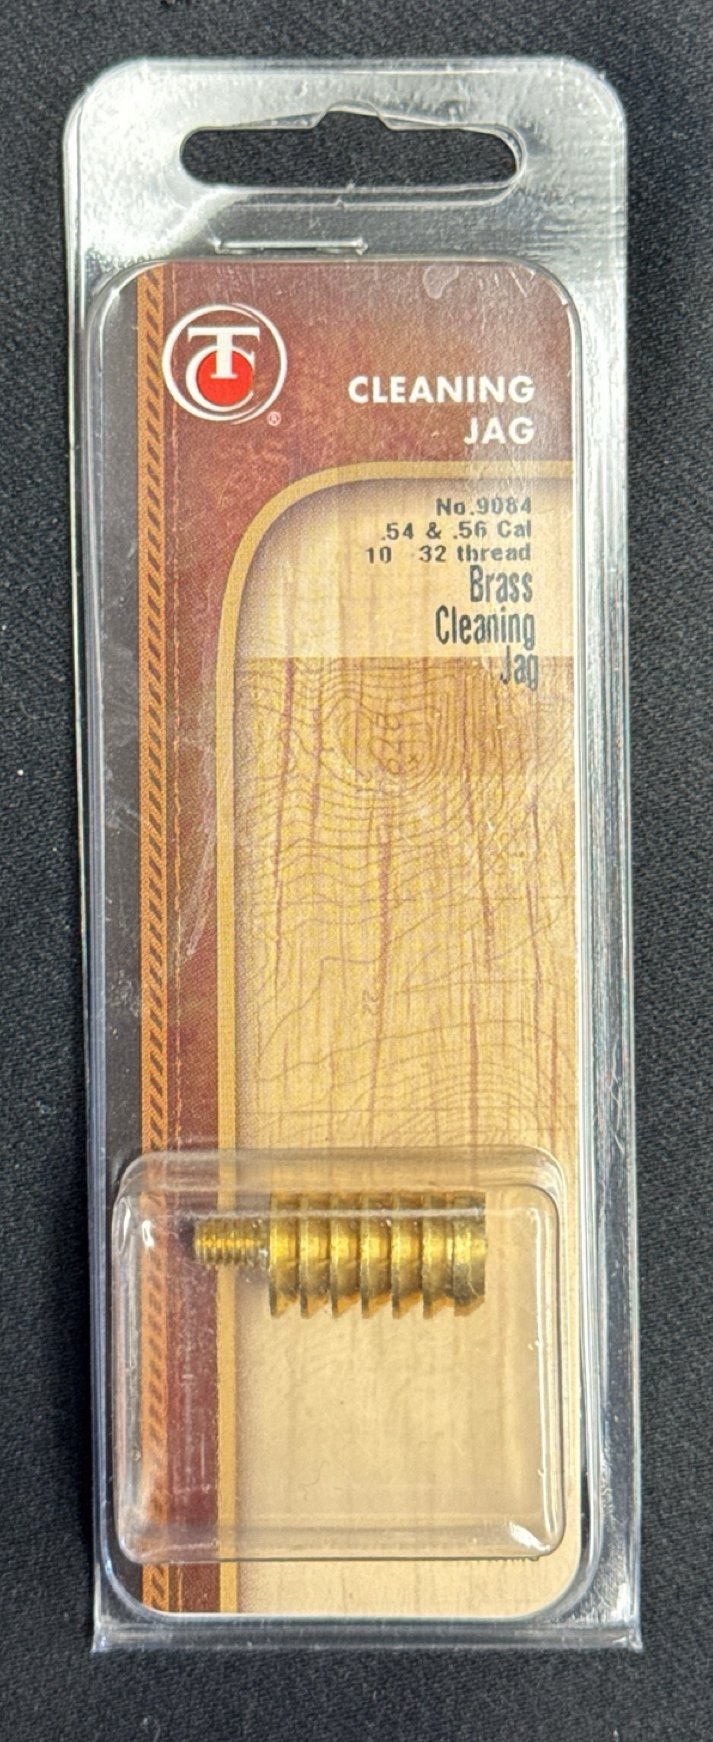 TC
®
CLEANING
JAG
No.9084
.54 & .56 Cal
10 -32 thread
Brass
Cleaning
Jag